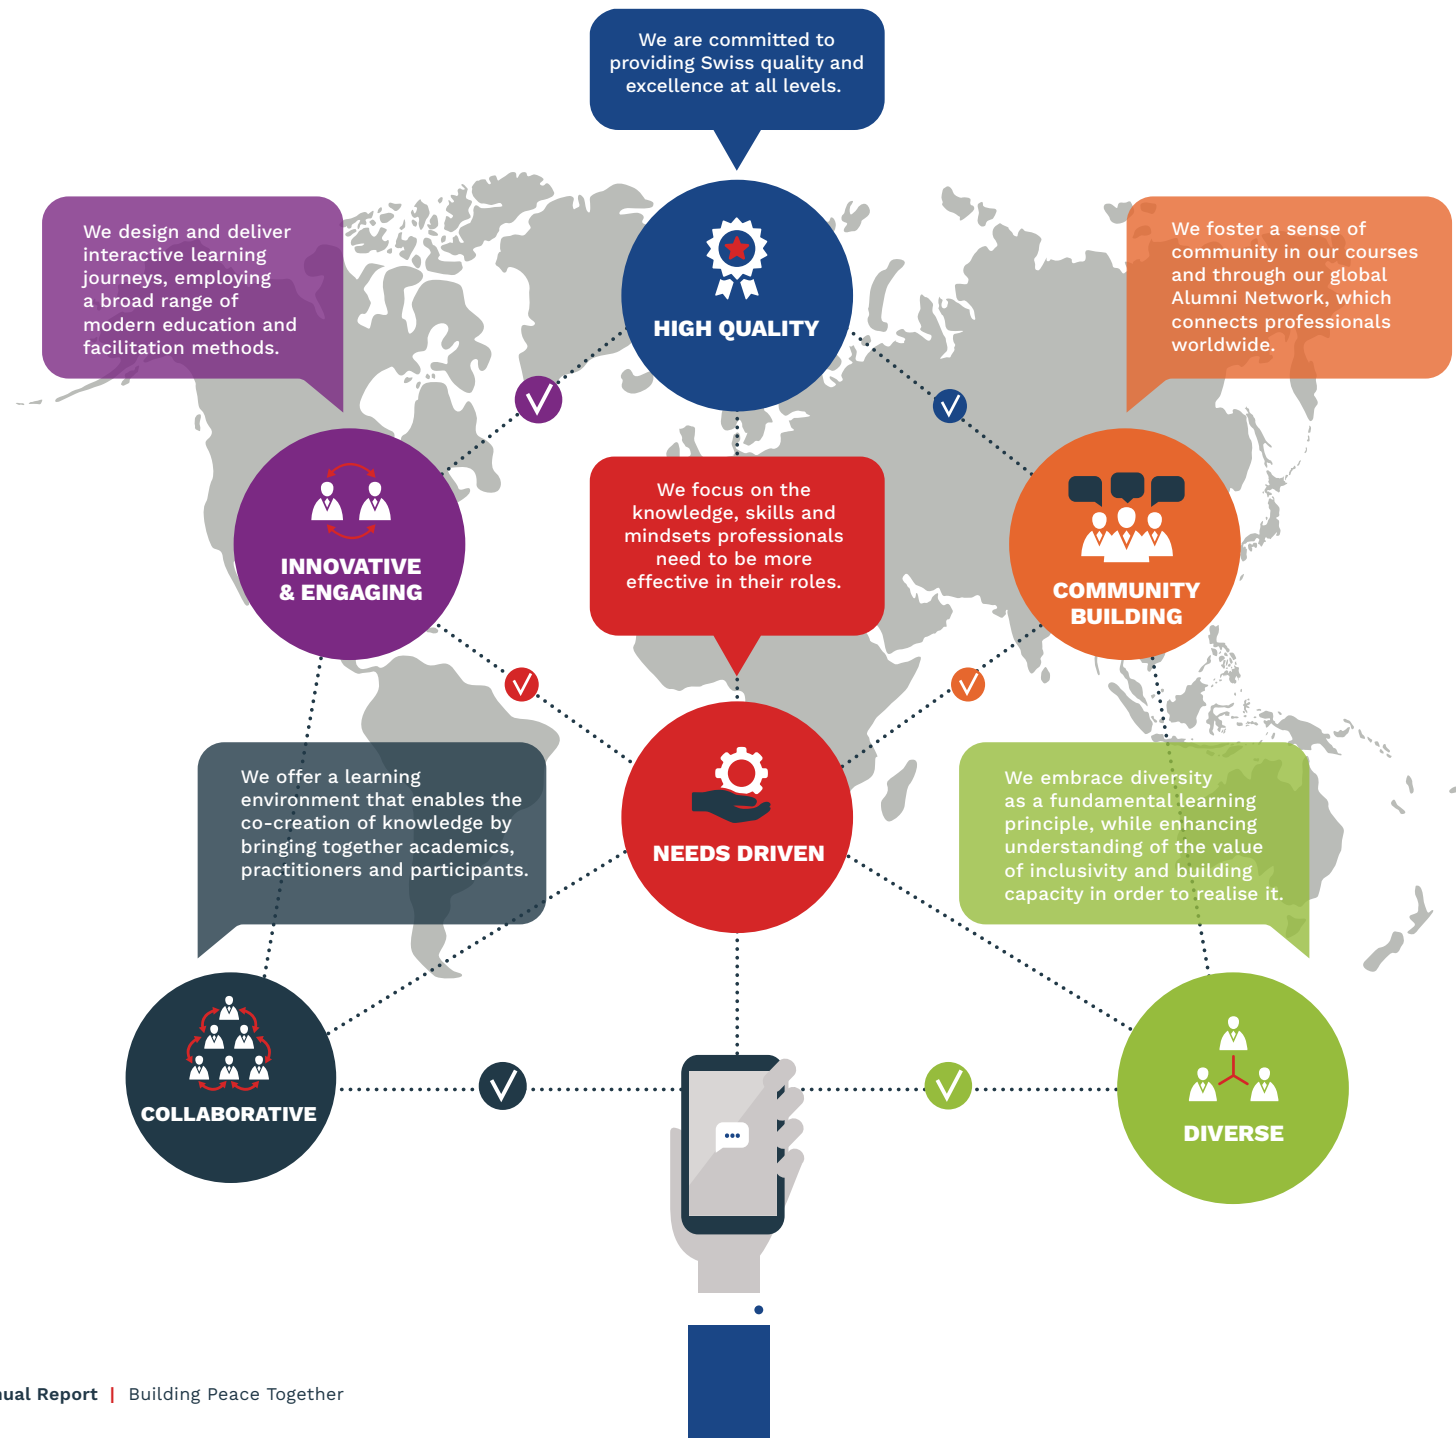 We are committed to
providing Swiss quality and
excellence at all levels.
HIGH QUALITY
We design and deliver
interactive learning
journeys, employing
a broad range of
modern education and
facilitation methods.
INNOVATIVE
& ENGAGING
We foster a sense of
community in our courses
and through our global
Alumni Network, which
connects professionals
worldwide.
COMMUNITY
BUILDING
We focus on the
knowledge, skills and
mindsets professionals
need to be more
effective in their roles.
NEEDS DRIVEN
We offer a learning
environment that enables the
co-creation of knowledge by
bringing together academics,
practitioners and participants.
COLLABORATIVE
We embrace diversity
as a fundamental learning
principle, while enhancing
understanding of the value
of inclusivity and building
capacity in order to realise it.
DIVERSE
Report | Building Peace Together